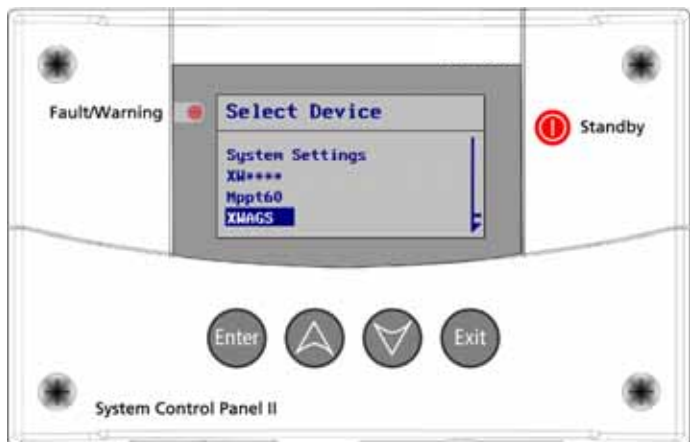 Fault/Warning
Select Device
System Settings
XW****
Mppt60
XWAGS
Standby
Enter
Exit
System Control Panel II